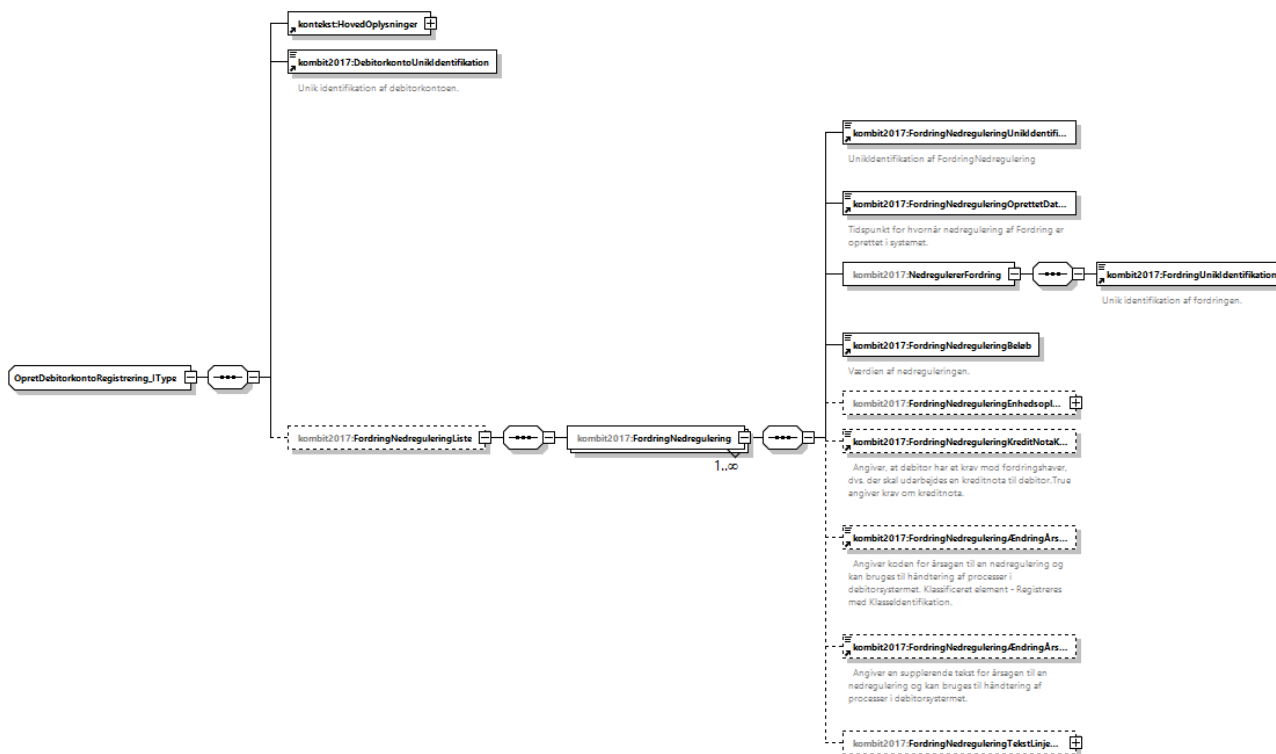 kontekst:HovedOplysninger
kombit2017:DebitorkontoUnikIdentifikation
Unik identifikation af debitorkontoen.
OpretDebitorkontoRegistrering_IType
kombit2017:FordringNedreguleringListe
kombit2017:FordringNedregulering
1..∞
kombit2017:FordringNedreguleringUnikIdentifi...
UnikIdentifikation af FordringNedregulering
kombit2017:FordringNedreguleringOprettetDat...
Tidspunkt for hvornår nedregulering af Fordring er
oprettet i systemet.
kombit2017:NedregulererFordring
kombit2017:FordringUnikIdentifikation
Unik identifikation af fordringen.
kombit2017:FordringNedreguleringBeløb
Værdien af nedreguleringen.
kombit2017:FordringNedreguleringEnhedsopl...
kombit2017:FordringNedreguleringKreditNotaK...
Angiver, at debitor har et krav mod fordringshaver,
dvs. der skal udarbejdes en kreditnota til debitor.True
angiver krav om kreditnota.
kombit2017:FordringNedreguleringÆndringÅrs...
Angiver koden for årsagen til en nedregulering og
kan bruges til håndtering af processer i
debitorsystermet. Klassificeret element - Registreres
med KlasseIdentifikation.
kombit2017:FordringNedreguleringÆndringÅrs...
Angiver en supplerende tekst for årsagen til en
nedregulering og kan bruges til håndtering af
processer i debitorsystermet.
kombit2017:FordringNedreguleringTekstLinje...